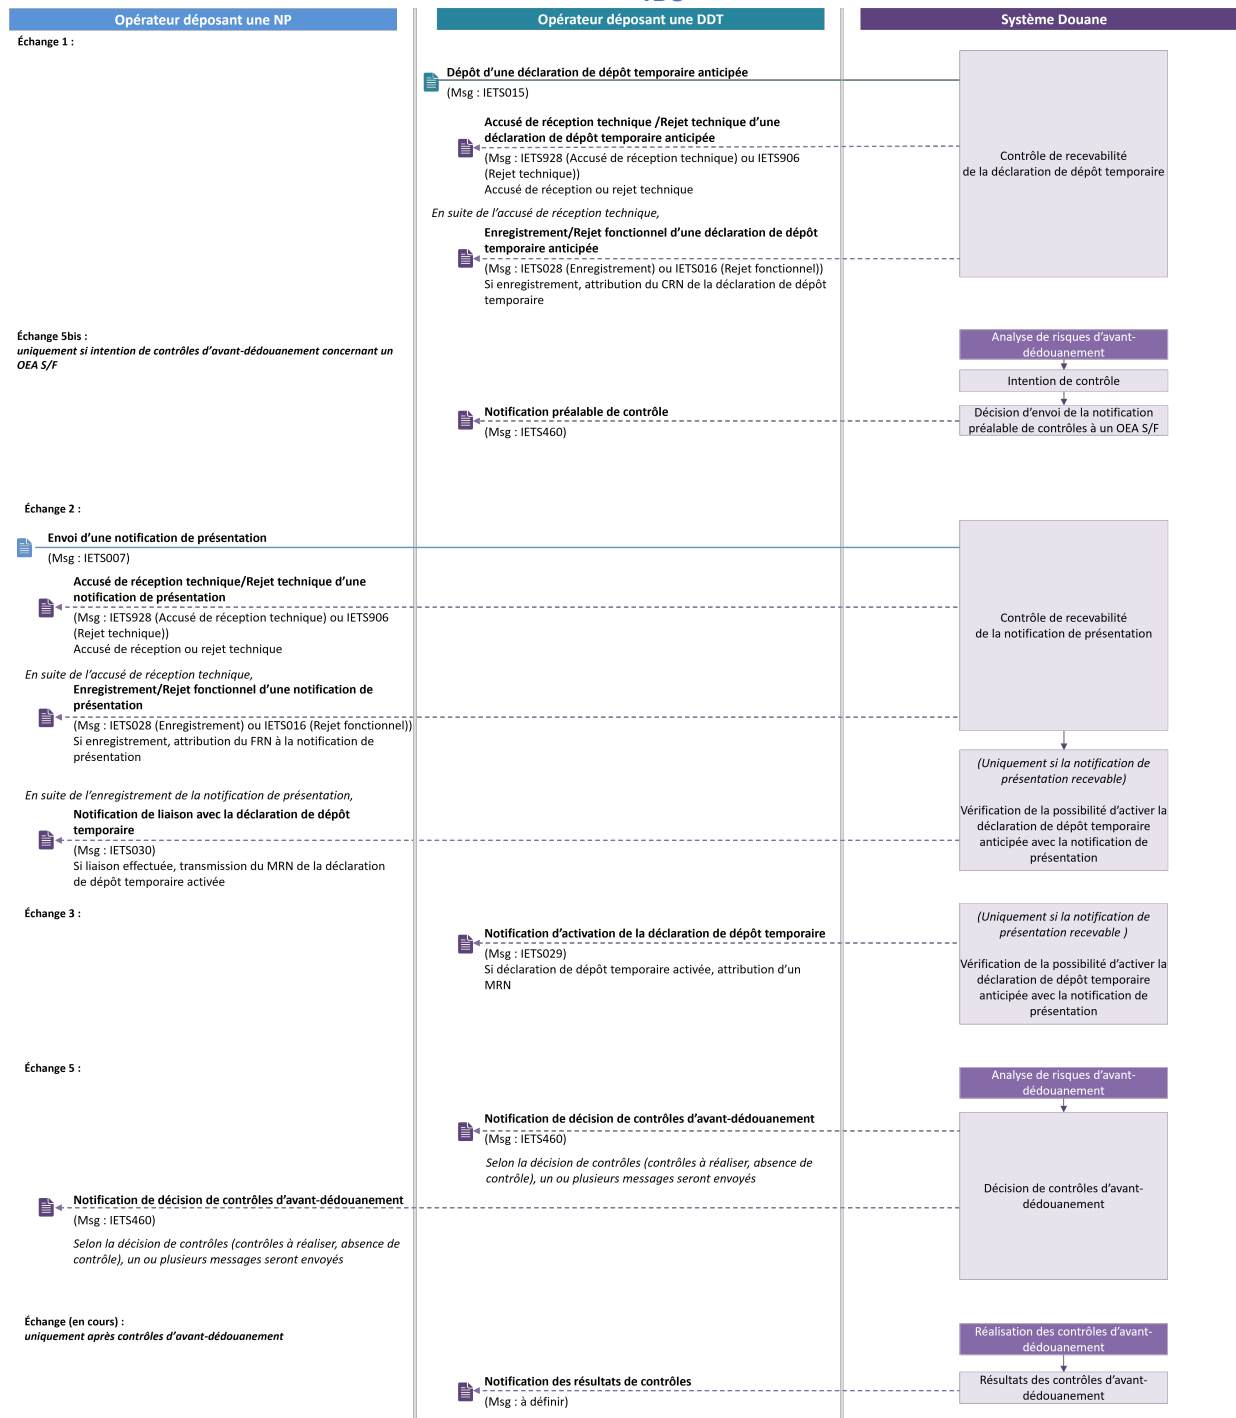 Opérateur déposant une NP
Opérateur déposant une DDT
Système Douane
Échange 1 :
Dépôt d’une déclaration de dépôt temporaire anticipée
(Msg : IETS015)
Accusé de réception technique /Rejet technique d’une
déclaration de dépôt temporaire anticipée
(Msg : IETS928 (Accusé de réception technique) ou IETS906
(Rejet technique))
Accusé de réception ou rejet technique
Contrôle de recevabilité
de la déclaration de dépôt temporaire
En suite de l’accusé de réception technique,
Enregistrement/Rejet fonctionnel d’une déclaration de dépôt
temporaire anticipée
(Msg : IETS028 (Enregistrement) ou IETS016 (Rejet fonctionnel))
Si enregistrement, attribution du CRN de la déclaration de dépôt
temporaire
Échange 5bis :
uniquement si intention de contrôles d’avant-dédouanement concernant un
OEA S/F
Analyse de risques d’avant-
dédouanement
Intention de contrôle
Décision d’envoi de la notification
préalable de contrôles à un OEA S/F
Notification préalable de contrôle
(Msg : IETS460)
Échange 2 :
Envoi d’une notification de présentation
(Msg : IETS007)
Accusé de réception technique/Rejet technique d’une
notification de présentation
(Msg : IETS928 (Accusé de réception technique) ou IETS906
(Rejet technique))
Accusé de réception ou rejet technique
Contrôle de recevabilité
de la notification de présentation
En suite de l’accusé de réception technique,
Enregistrement/Rejet fonctionnel d’une notification de
présentation
(Msg : IETS028 (Enregistrement) ou IETS016 (Rejet fonctionnel))
Si enregistrement, attribution du FRN à la notification de
présentation
(Uniquement si la notification de
présentation recevable)
Vérification de la possibilité d’activer la
déclaration de dépôt temporaire
anticipée avec la notification de
présentation
En suite de l’enregistrement de la notification de présentation,
Notification de liaison avec la déclaration de dépôt
temporaire
(Msg : IETS030)
Si liaison effectuée, transmission du MRN de la déclaration
de dépôt temporaire activée
Échange 3 :
Notification d’activation de la déclaration de dépôt temporaire
(Msg : IETS029)
Si déclaration de dépôt temporaire activée, attribution d’un
MRN
(Uniquement si la notification de
présentation recevable )
Vérification de la possibilité d’activer la
déclaration de dépôt temporaire
anticipée avec la notification de
présentation
Échange 5 :
Analyse de risques d’avant-
dédouanement
Notification de décision de contrôles d’avant-dédouanement
(Msg : IETS460)
Selon la décision de contrôles (contrôles à réaliser, absence de
contrôle), un ou plusieurs messages seront envoyés
Décision de contrôles d’avant-
dédouanement
Notification de décision de contrôles d’avant-dédouanement
(Msg : IETS460)
Selon la décision de contrôles (contrôles à réaliser, absence de
contrôle), un ou plusieurs messages seront envoyés
Échange (en cours) :
uniquement après contrôles d’avant-dédouanement
Réalisation des contrôles d’avant-
dédouanement
Résultats des contrôles d’avant-
dédouanement
Notification des résultats de contrôles
(Msg : à définir)